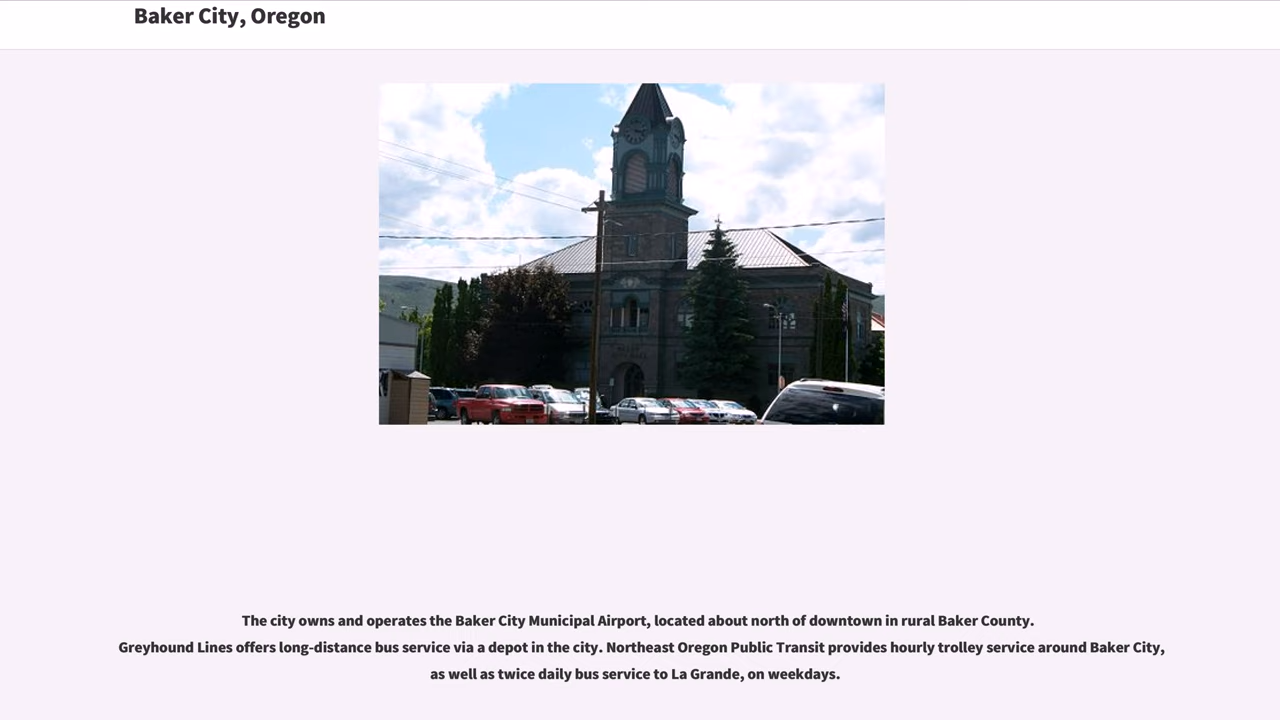 Baker City, Oregon
The city owns and operates the Baker City Municipal Airport, located about north of downtown in rural Baker County.
Greyhound Lines offers long-distance bus service via a depot in the city. Northeast Oregon Public Transit provides hourly trolley service around Baker City,
as well as twice daily bus service to La Grande, on weekdays.